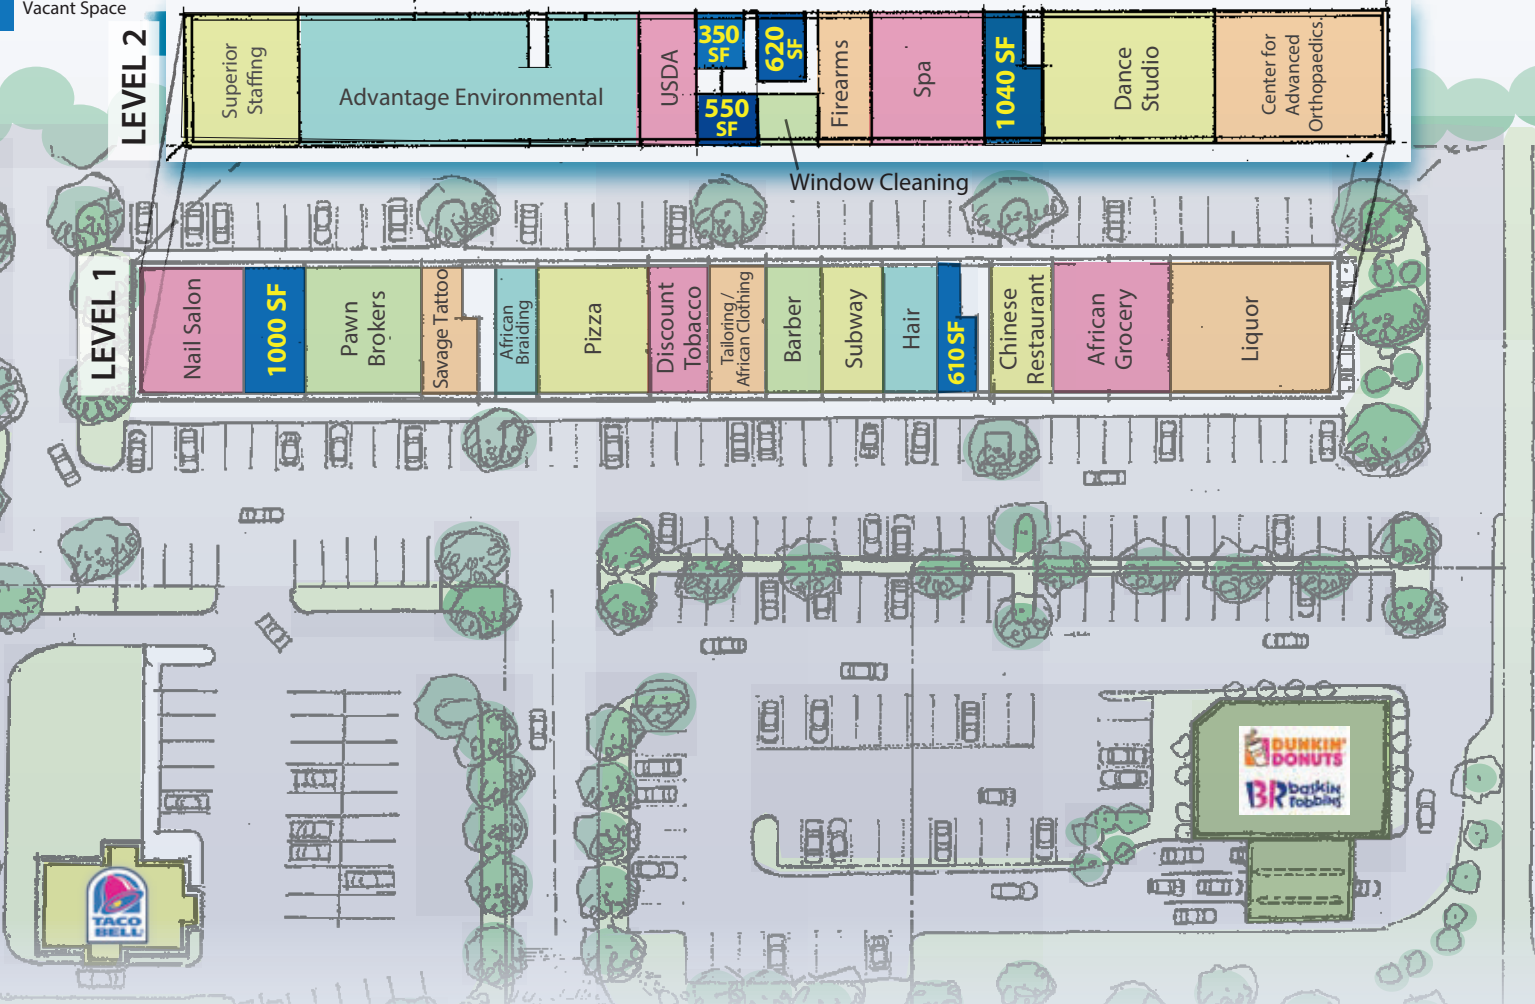 Vacant Space
LEVEL 2
Superior
Staffing
Advantage Environmental
USDA
350
SF
620
SF
550
SF
Window Cleaning
Firearms
Spa
1040 SF
Dance
Studio
Center for
Advanced
Orthopaedics
LEVEL 1
Nail Salon
1000 SF
Pawn
Brokers
Savage Tattoo
African
Braiding
Pizza
Discount
Tobacco
Tailoring /
African Clothing
Barber
Subway
Hair
610 SF
Chinese
Restaurant
African
Grocery
Liquor
DUNKIN'
DONUTS
BR baskin
robbins
TACO
BELL